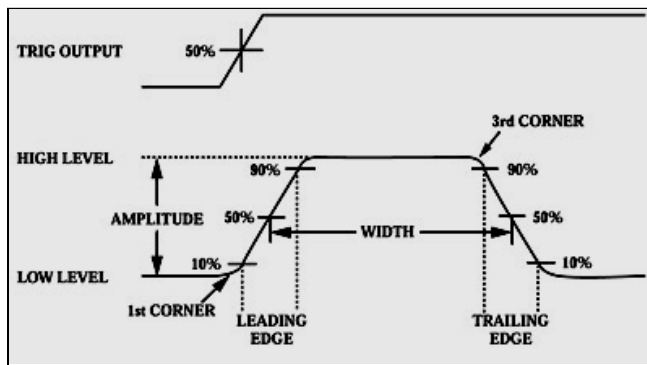 TRIG OUTPUT
50%
3rd CORNER
HIGH LEVEL
90%
90%
AMPLITUDE
50%
WIDTH
50%
10%
10%
LOW LEVEL
1st CORNER
LEADING
EDGE
TRAILING
EDGE